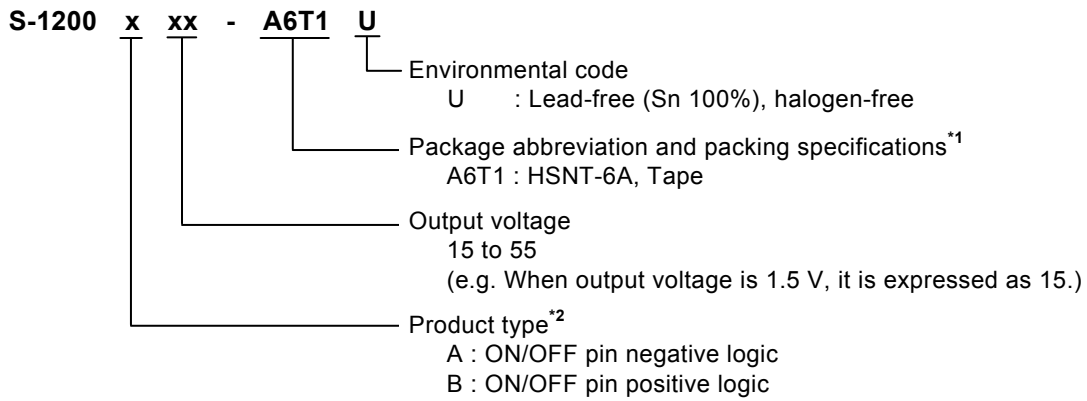 S-1200 x xx - A6T1 U
Environmental code
U : Lead-free (Sn 100%), halogen-free
Package abbreviation and packing specifications*1
A6T1 : HSNT-6A, Tape
Output voltage
15 to 55
(e.g. When output voltage is 1.5 V, it is expressed as 15.)
Product type*2
A : ON/OFF pin negative logic
B : ON/OFF pin positive logic